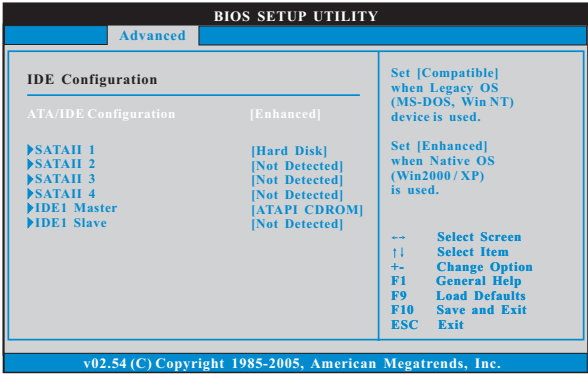 BIOS SETUP UTILITY
Advanced
IDE Configuration
ATA/IDE Configuration [Enhanced]
SATAII 1 [Hard Disk]
SATAII 2 [Not Detected]
SATAII 3 [Not Detected]
SATAII 4 [Not Detected]
IDE1 Master [ATAPI CDROM]
IDE1 Slave [Not Detected]
Set [Compatible]
when Legacy OS
(MS-DOS, Win NT)
device is used.
Set [Enhanced]
when Native OS
(Win2000 / XP)
is used.
←→ Select Screen
↑↓ Select Item
+- Change Option
F1 General Help
F9 Load Defaults
F10 Save and Exit
ESC Exit
v02.54 (C) Copyright 1985-2005, American Megatrends, Inc.